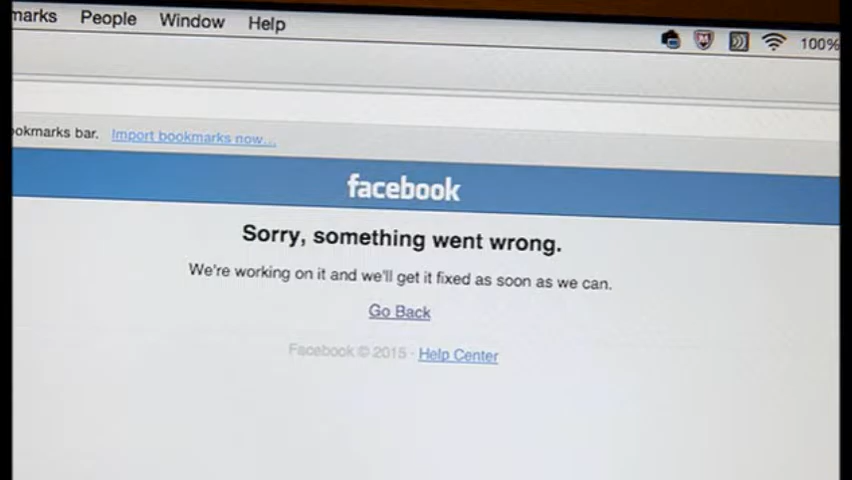 marks People Window Help 100%
ookmarks bar. Import bookmarks now...
facebook
Sorry, something went wrong.
We're working on it and we'll get it fixed as soon as we can.
Go Back
Facebook © 2015 · Help Center